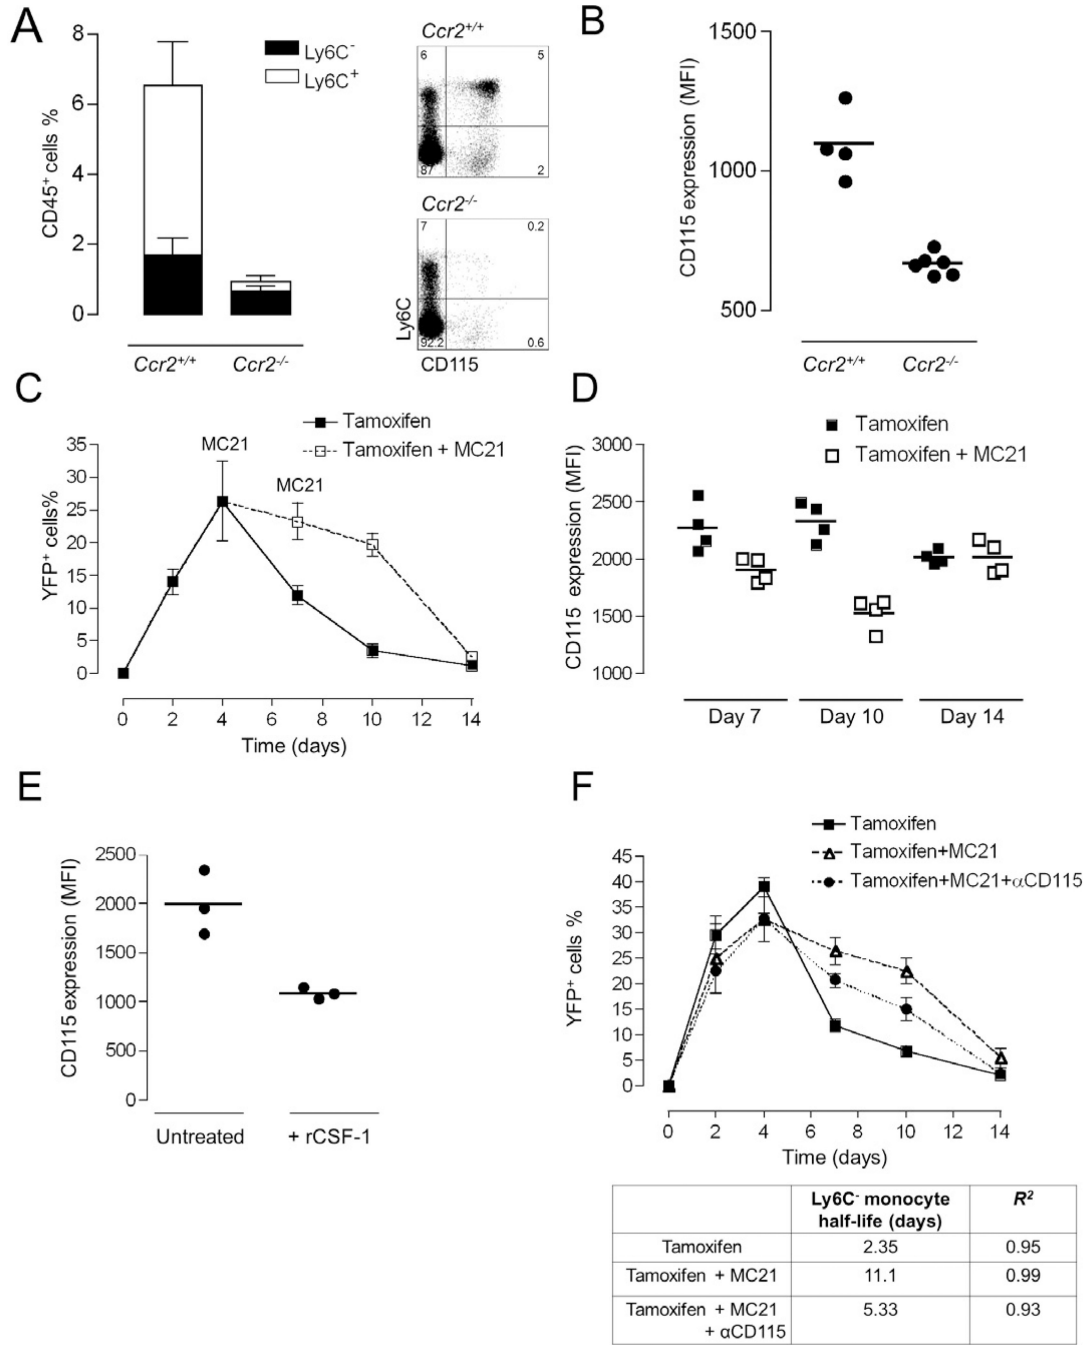 A
8
6
4
2
0
CD45⁺ cells %
Ly6C⁻
Ly6C⁺
Ccr2⁺/⁺
Ccr2⁻/⁻
Ccr2⁺/⁺
6
5
87
2
Ccr2⁻/⁻
7
0.2
92.2
0.6
Ly6C
CD115
B
1500
1000
500
CD115 expression (MFI)
Ccr2⁺/⁺
Ccr2⁻/⁻
C
Tamoxifen
Tamoxifen + MC21
MC21
MC21
35
30
25
20
15
10
5
0
YFP⁺ cells%
0 2 4 6 8 10 12 14
Time (days)
D
Tamoxifen
Tamoxifen + MC21
3000
2500
2000
1500
1000
CD115 expression (MFI)
Day 7 Day 10 Day 14
E
2500
2000
1500
1000
500
0
CD115 expression (MFI)
Untreated + rCSF-1
F
Tamoxifen
Tamoxifen+MC21
Tamoxifen+MC21+αCD115
45
40
35
30
25
20
15
10
5
0
YFP⁺ cells %
0 2 4 6 8 10 12 14
Time (days)
Ly6C⁻ monocyte
half-life (days)
R²
Tamoxifen 2.35 0.95
Tamoxifen + MC21 11.1 0.99
Tamoxifen + MC21 5.33 0.93
+ αCD115